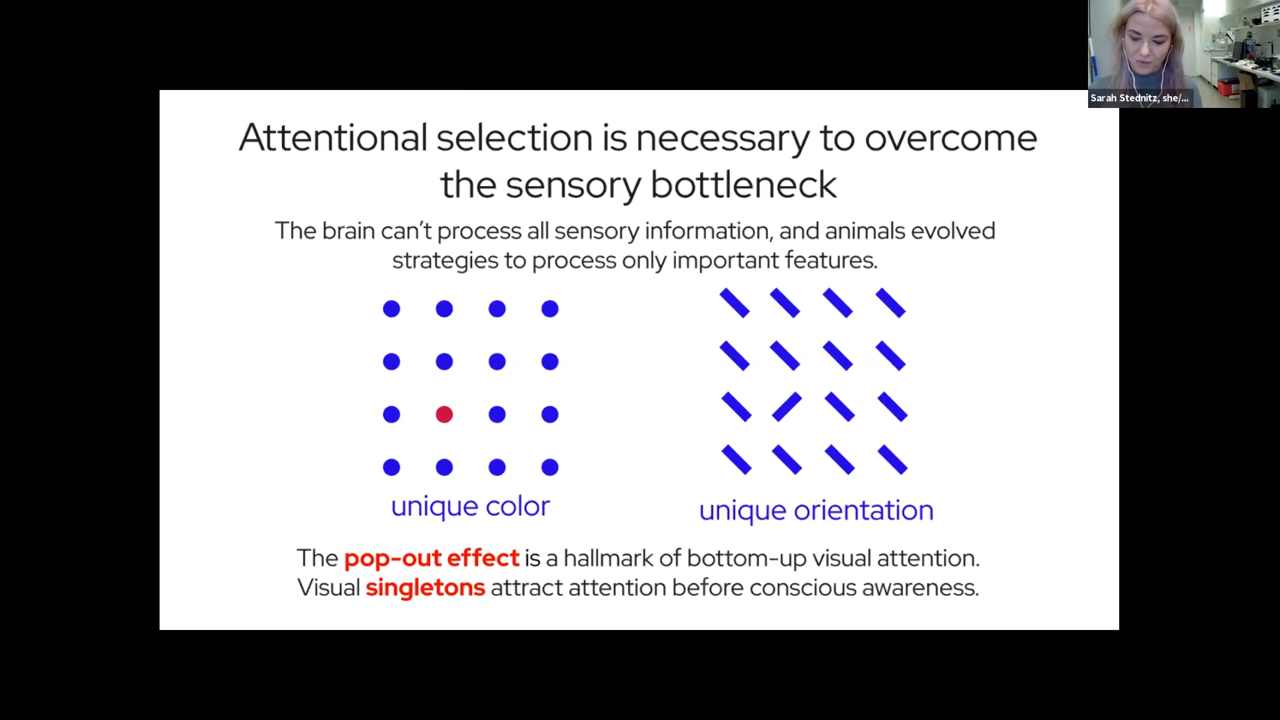 Sarah Stednitz, she/...
Attentional selection is necessary to overcome
the sensory bottleneck
The brain can't process all sensory information, and animals evolved
strategies to process only important features.
unique color
unique orientation
The pop-out effect is a hallmark of bottom-up visual attention.
Visual singletons attract attention before conscious awareness.